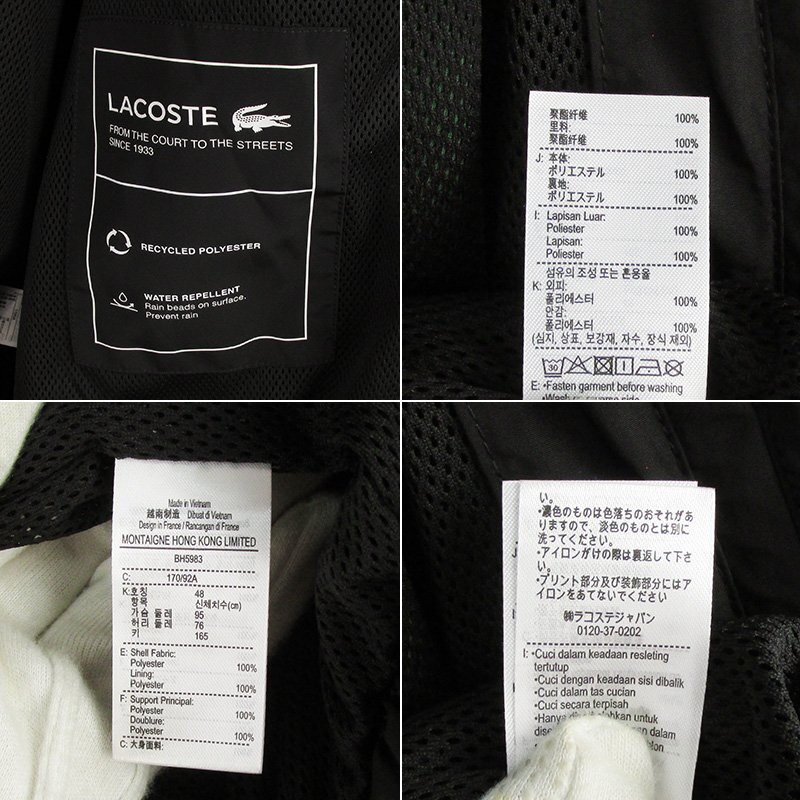 LACOSTE
FROM THE COURT TO THE STREETS
SINCE 1933
RECYCLED POLYESTER
WATER REPELLENT
Rain beads on surface.
Prevent rain
聚酯纤维 100%
里料:
聚酯纤维 100%
J: 本体:
ポリエステル 100%
裏地:
ポリエステル 100%
I: Lapisan Luar:
Poliester 100%
Lapisan:
Poliester 100%
섬유의 조성 또는 혼용율
K: 외피:
폴리에스터 100%
안감:
폴리에스터 100%
(심지, 상표, 보강재, 자수, 장식 제외)
30
E: •Fasten garment before washing
•Wash on reverse side
Made in Vietnam
越南制造 Dibuat di Vietnam
Design in France / Rancangan di France
MONTAIGNE HONG KONG LIMITED
BH5983
C: 170/92A
K: 호칭 48
항목 신체치수(cm)
가슴 둘레 95
허리 둘레 76
키 165
E: Shell Fabric:
Polyester 100%
Lining:
Polyester 100%
F: Support Principal:
Polyester 100%
Doublure:
Polyester 100%
C: 大身面料:
い。
•濃色のものは色落ちのおそれがあ
りますので、淡色のものとは別に
洗ってください。
•アイロンがけの際は裏返して下さ
い。
•プリント部分及び装飾部分にはア
イロンをあてないでください
㈱ラコステジャパン
0120-37-0202
I: •Cuci dalam keadaan resleting
tertutup
•Cuci dengan keadaan sisi dibalik
•Cuci dalam tas cucian
•Cuci secara terpisah
•Hanya untuk